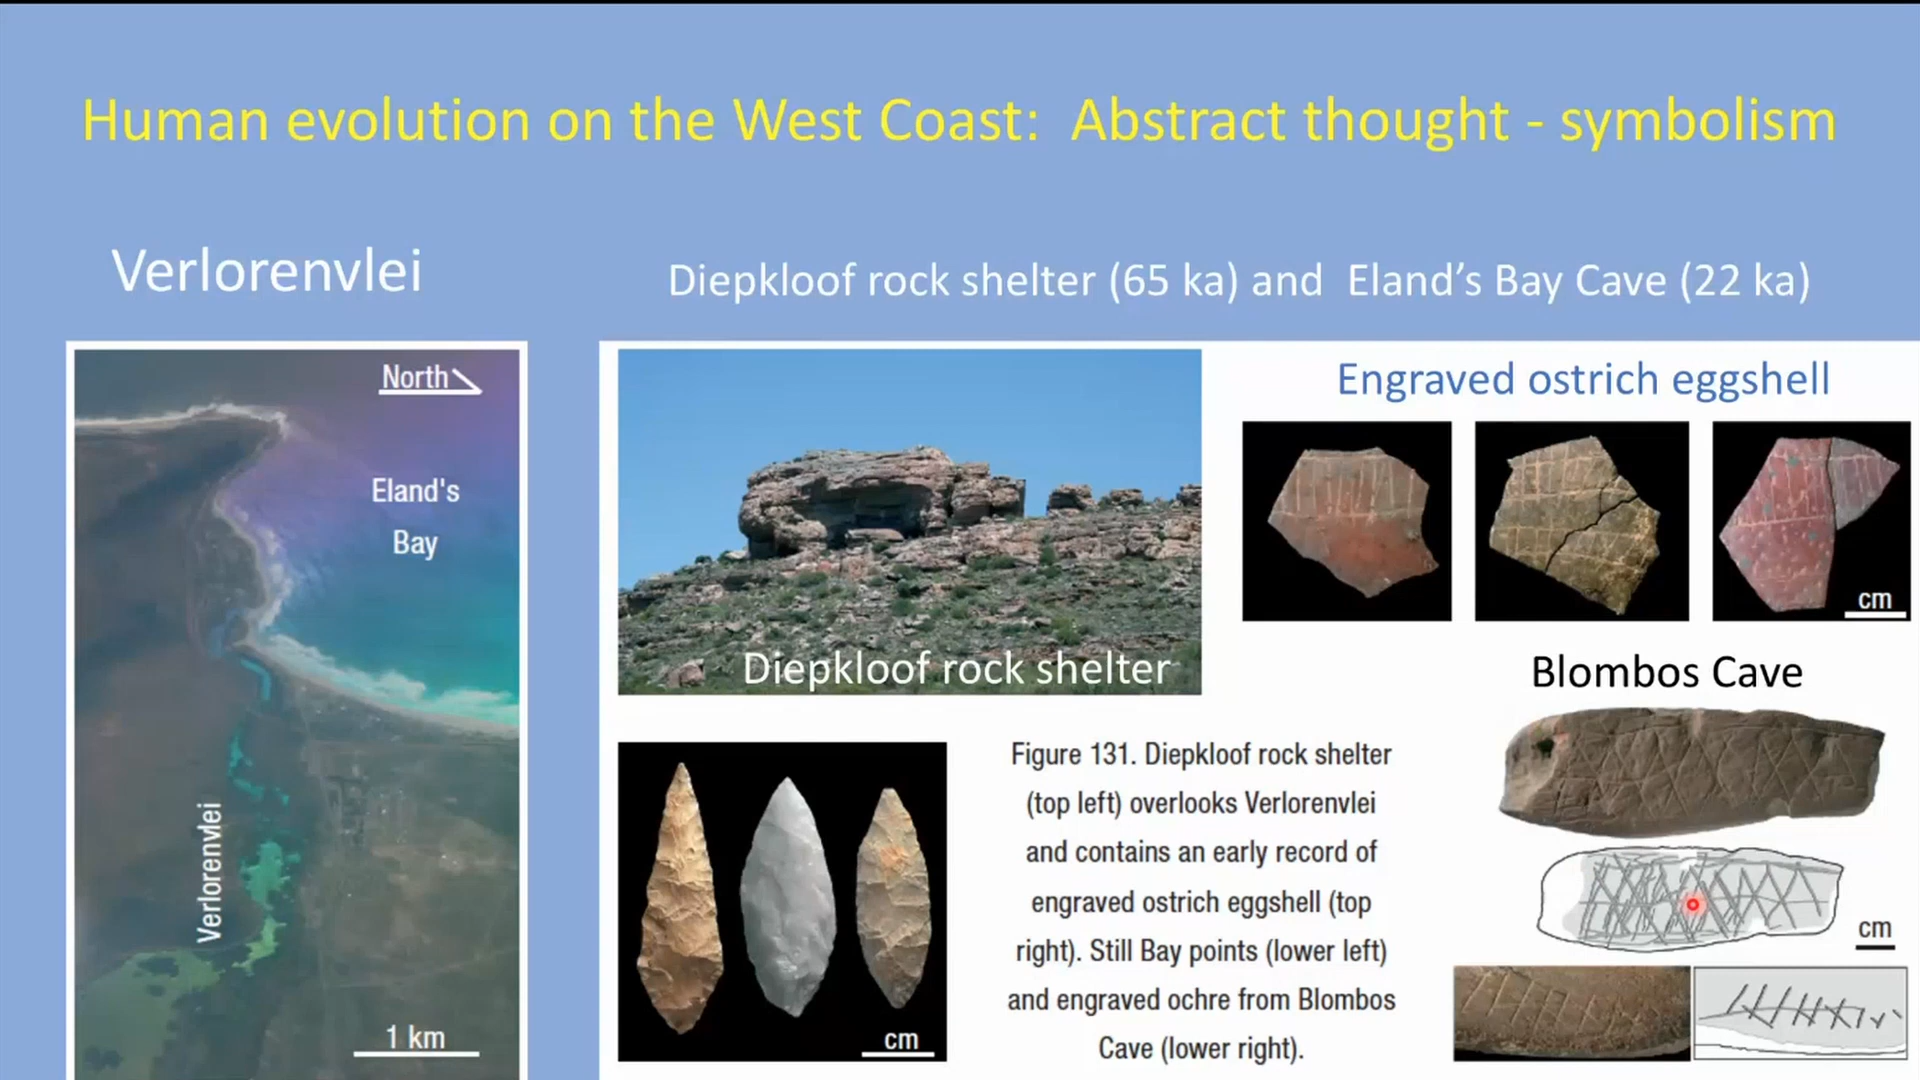 Human evolution on the West Coast:  Abstract thought - symbolism
Verlorenvlei
Diepkloof rock shelter (65 ka) and  Eland’s Bay Cave (22 ka)
North
Eland's
Bay
Verlorenvlei
1 km
Diepkloof rock shelter
Engraved ostrich eggshell
cm
Blombos Cave
cm
cm
Figure 131. Diepkloof rock shelter
(top left) overlooks Verlorenvlei
and contains an early record of
engraved ostrich eggshell (top
right). Still Bay points (lower left)
and engraved ochre from Blombos
Cave (lower right).